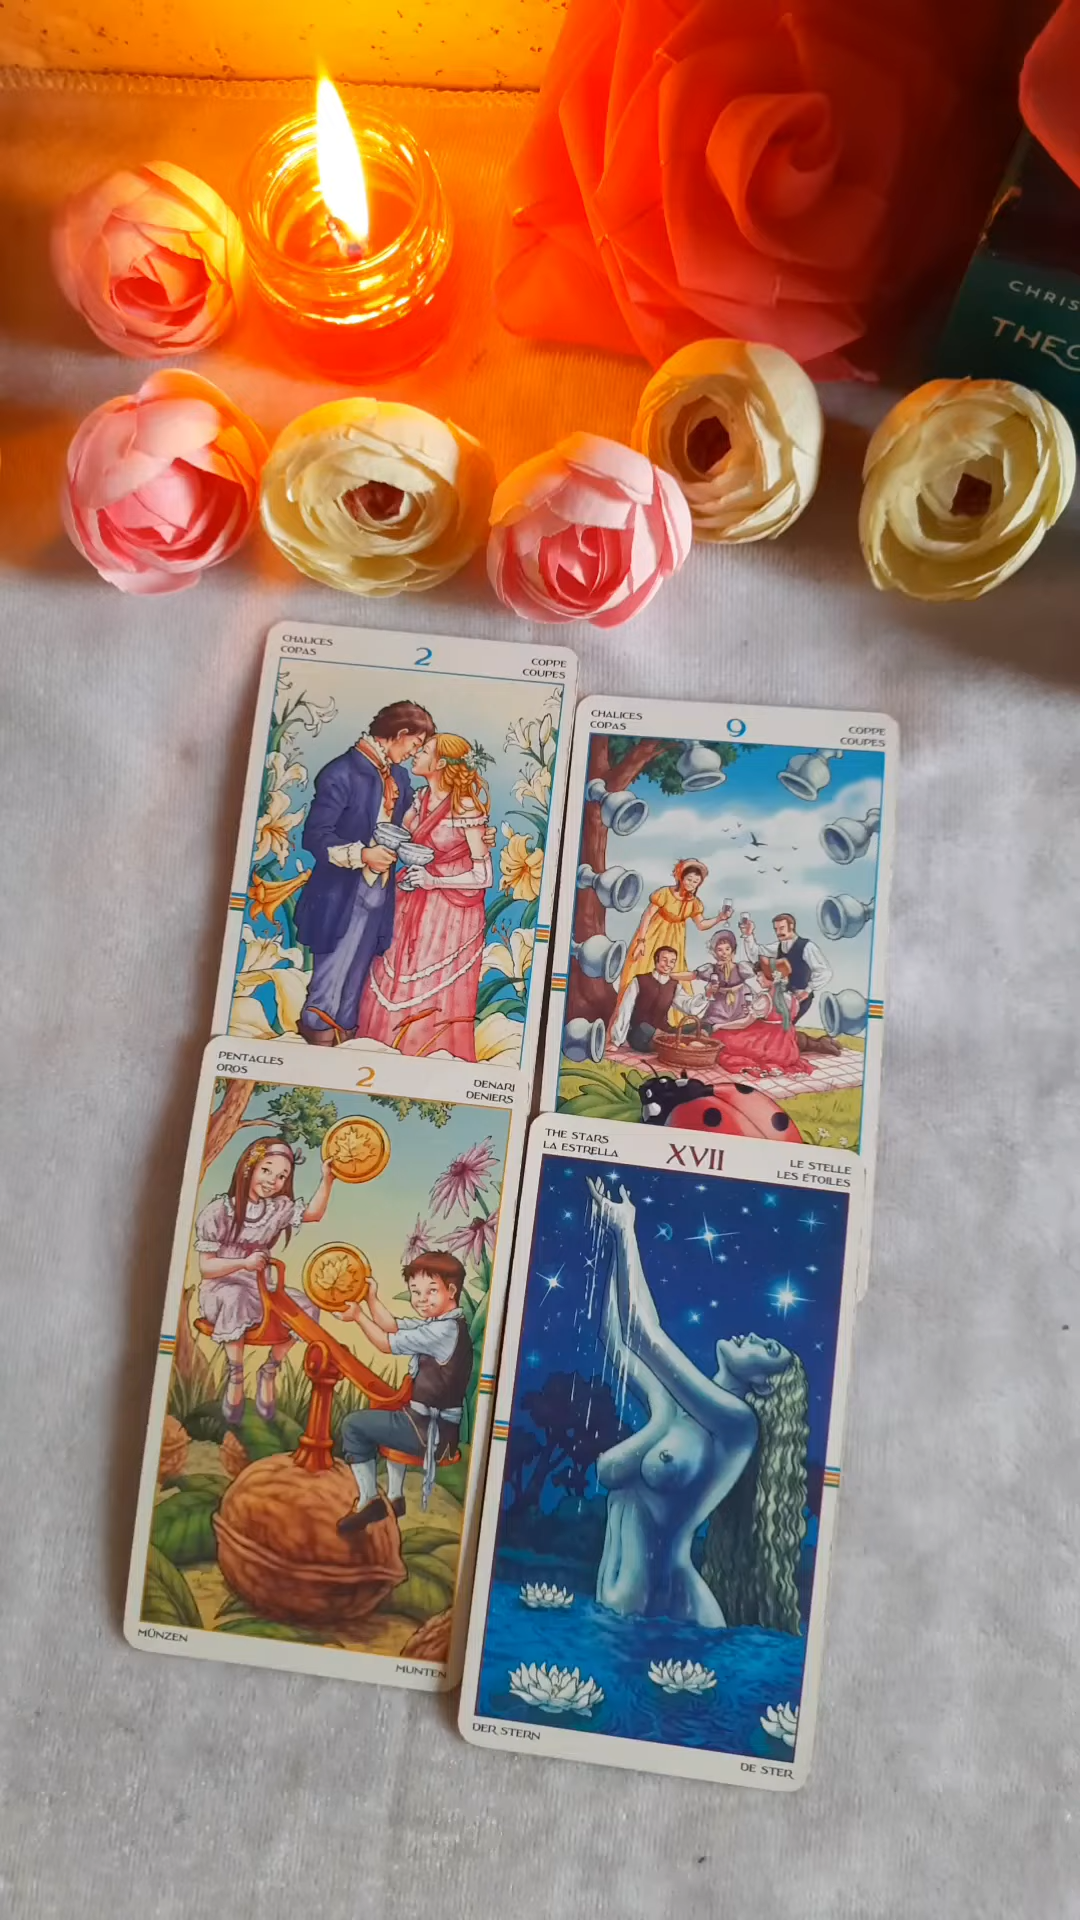 CHRIS
THEO
CHALICES
COPAS
2
COPPE
COUPES
CHALICES
COPAS
9
COPPE
COUPES
PENTACLES
OROS
2
DENARI
DENIERS
MÜNZEN
MUNTEN
THE STARS
LA ESTRELLA
XVII
LE STELLE
LES ÉTOILES
DER STERN
DE STER